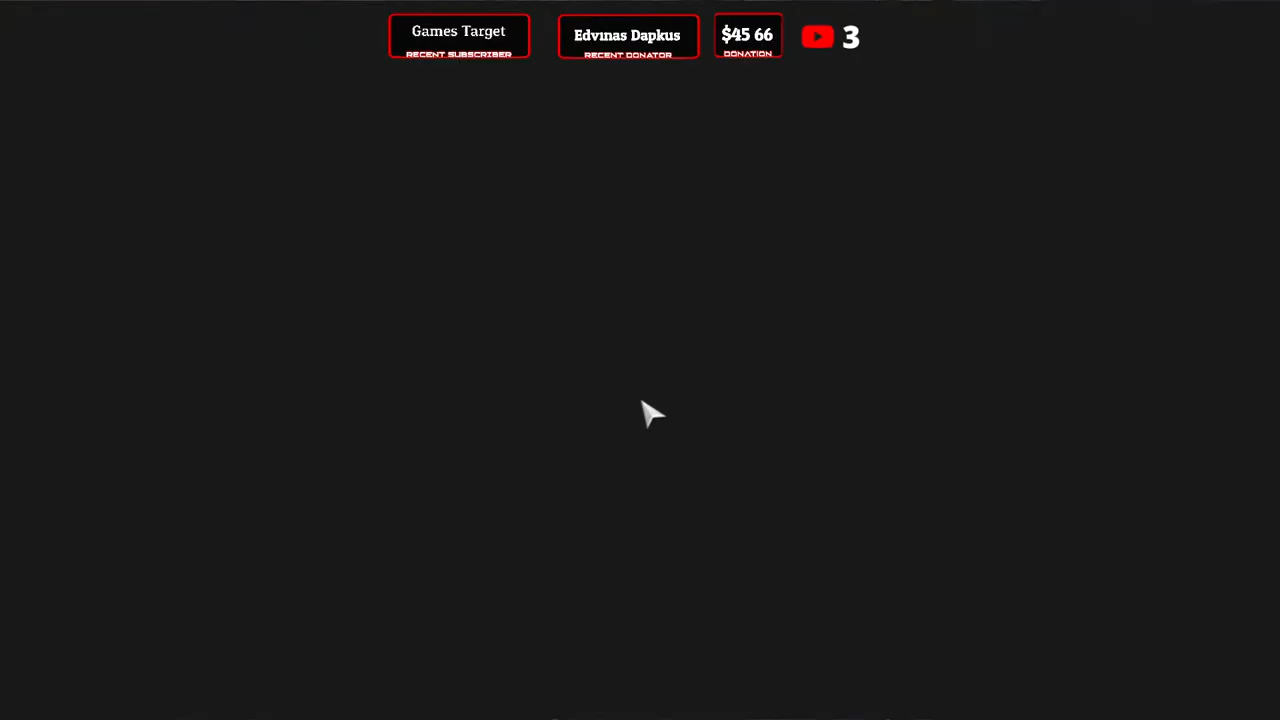 Games Target
RECENT SUBSCRIBER
Edvinas Dapkus
RECENT DONATOR
$45 66
DONATION
3